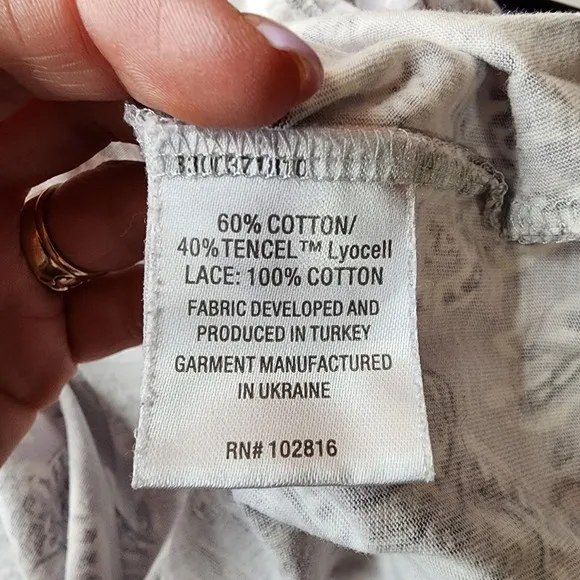 60% COTTON/
40% TENCEL™ Lyocell
LACE: 100% COTTON
FABRIC DEVELOPED AND
PRODUCED IN TURKEY
GARMENT MANUFACTURED
IN UKRAINE
RN# 102816